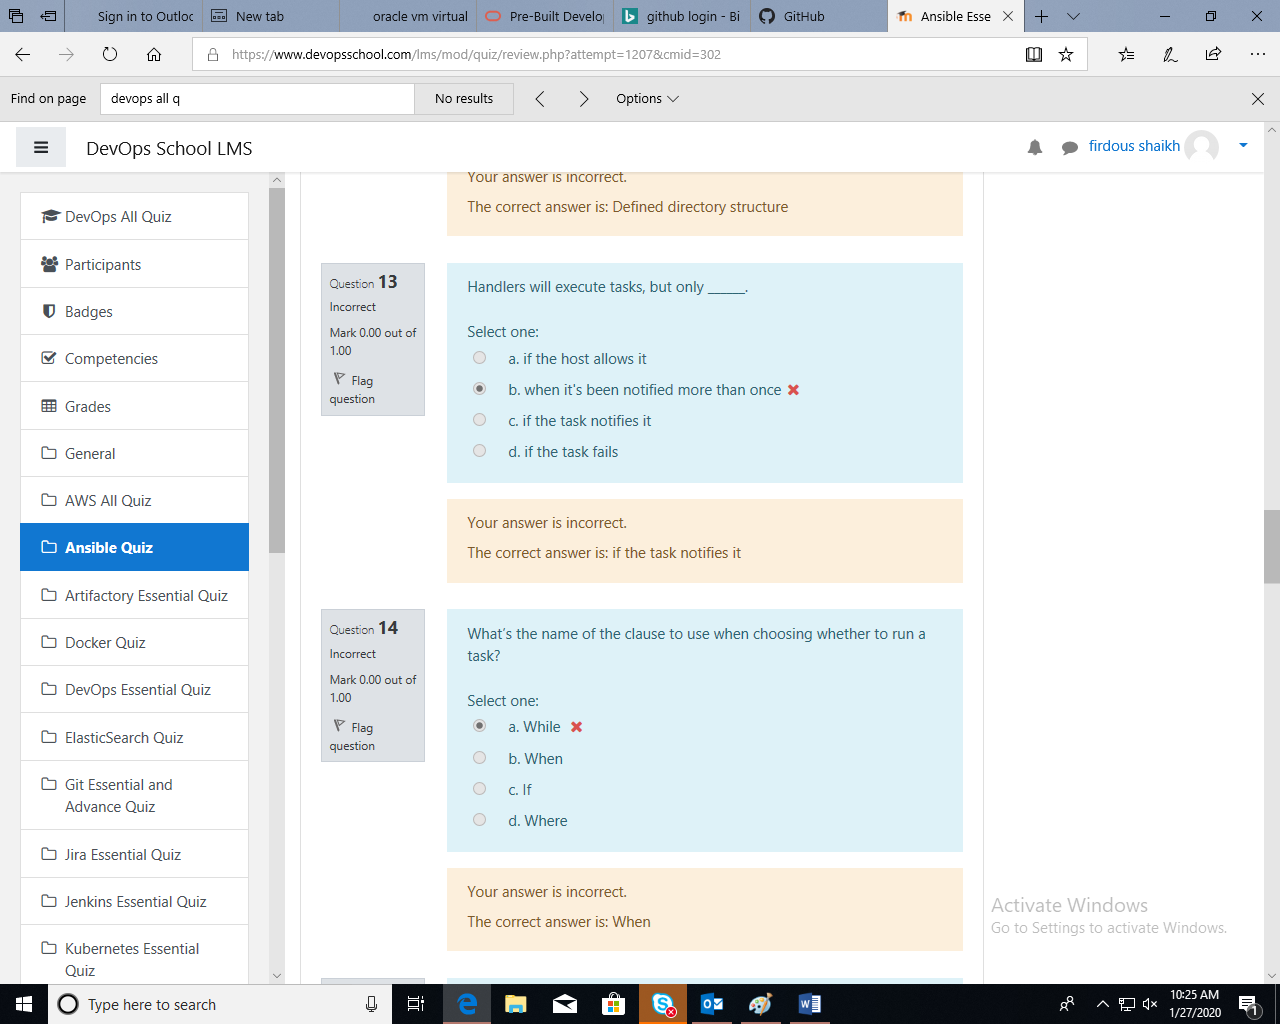 Sign in to Outloc
New tab
oracle vm virtual
Pre-Built Develo
github login - Bi
GitHub
Ansible Esse
https://www.devopsschool.com/lms/mod/quiz/review.php?attempt=1207&cmid=302
Find on page
devops all q
No results
Options
DevOps School LMS
firdous shaikh
DevOps All Quiz
Participants
Badges
Competencies
Grades
General
AWS All Quiz
Ansible Quiz
Artifactory Essential Quiz
Docker Quiz
DevOps Essential Quiz
ElasticSearch Quiz
Git Essential and
Advance Quiz
Jira Essential Quiz
Jenkins Essential Quiz
Kubernetes Essential
Quiz
Your answer is incorrect.
The correct answer is: Defined directory structure
Question 13
Incorrect
Mark 0.00 out of
1.00
Flag
question
Handlers will execute tasks, but only _____.
Select one:
a. if the host allows it
b. when it's been notified more than once
c. if the task notifies it
d. if the task fails
Your answer is incorrect.
The correct answer is: if the task notifies it
Question 14
Incorrect
Mark 0.00 out of
1.00
Flag
question
What's the name of the clause to use when choosing whether to run a
task?
Select one:
a. While
b. When
c. If
d. Where
Your answer is incorrect.
The correct answer is: When
Activate Windows
Go to Settings to activate Windows.
Type here to search
10:25 AM
1/27/2020
1